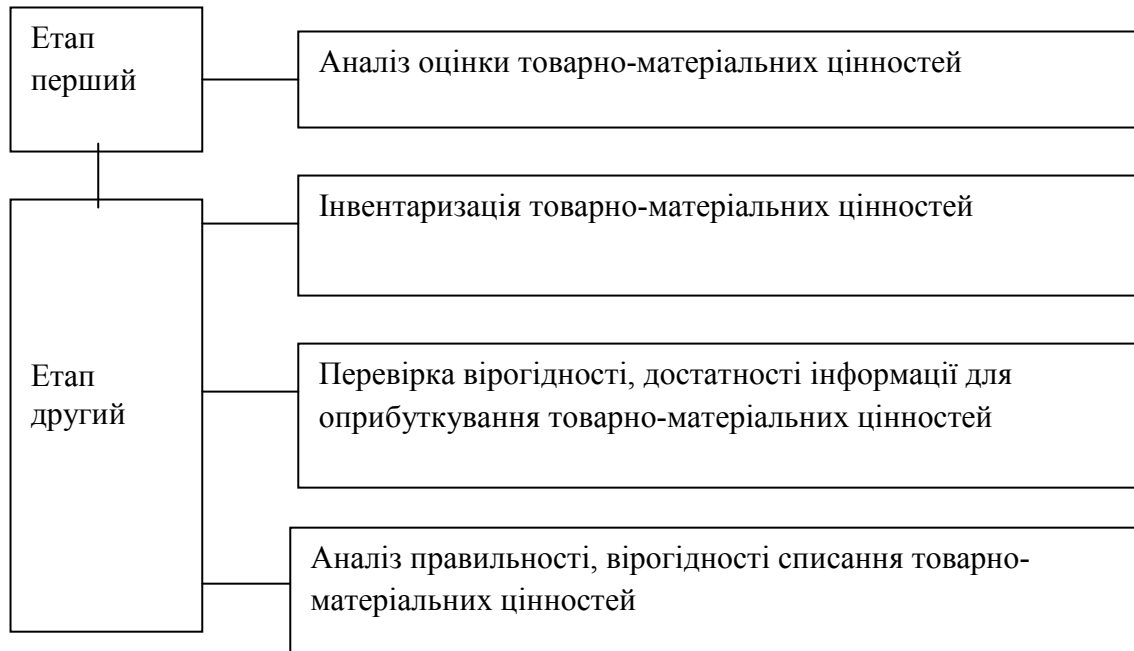 Етап
перший
Аналіз оцінки товарно-матеріальних цінностей
Інвентаризація товарно-матеріальних цінностей
Етап
другий
Перевірка вірогідності, достатності інформації для
оприбуткування товарно-матеріальних цінностей
Аналіз правильності, вірогідності списання товарно-
матеріальних цінностей